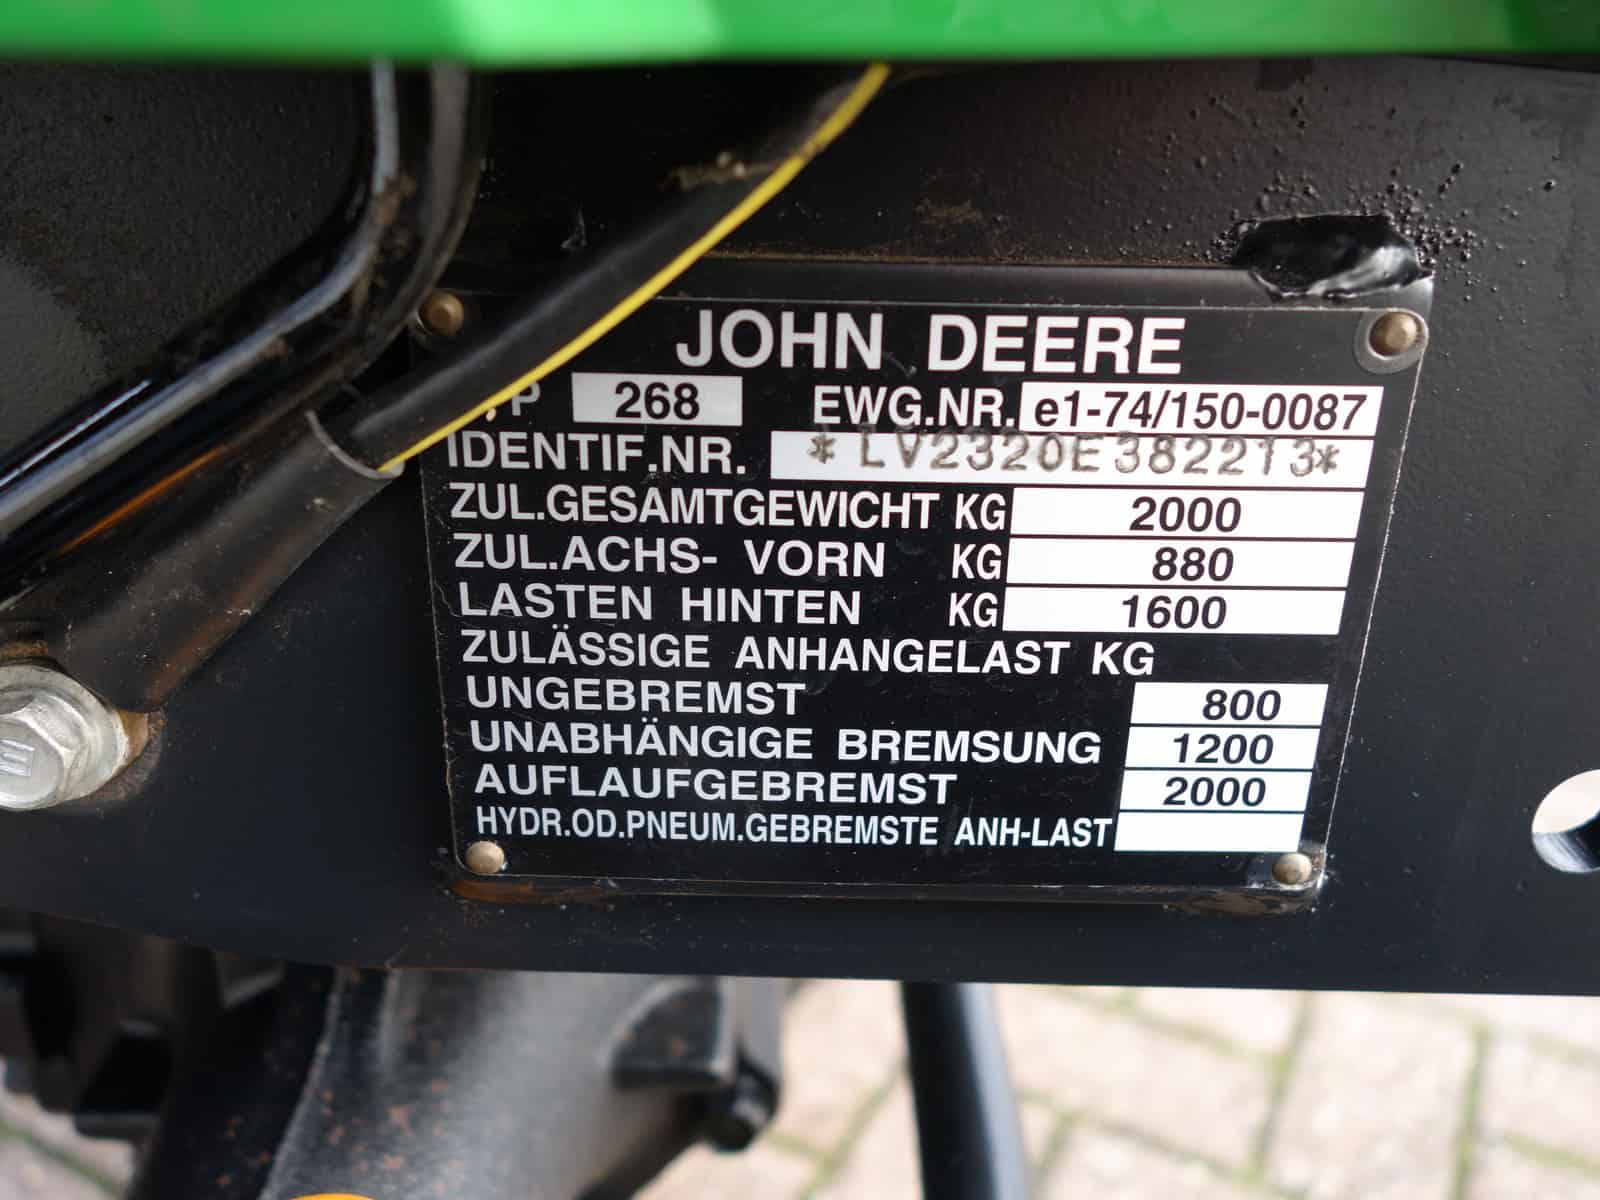 JOHN DEERE
268 EWG.NR. e1-74/150-0087
IDENTIF.NR. *LV2320E382213*
ZUL.GESAMTGEWICHT KG 2000
ZUL.ACHS- VORN KG 880
LASTEN HINTEN KG 1600
ZULÄSSIGE ANHANGELAST KG
UNGEBREMST 800
UNABHÄNGIGE BREMSUNG 1200
AUFLAUFGEBREMST 2000
HYDR.OD.PNEUM.GEBREMSTE ANH-LAST